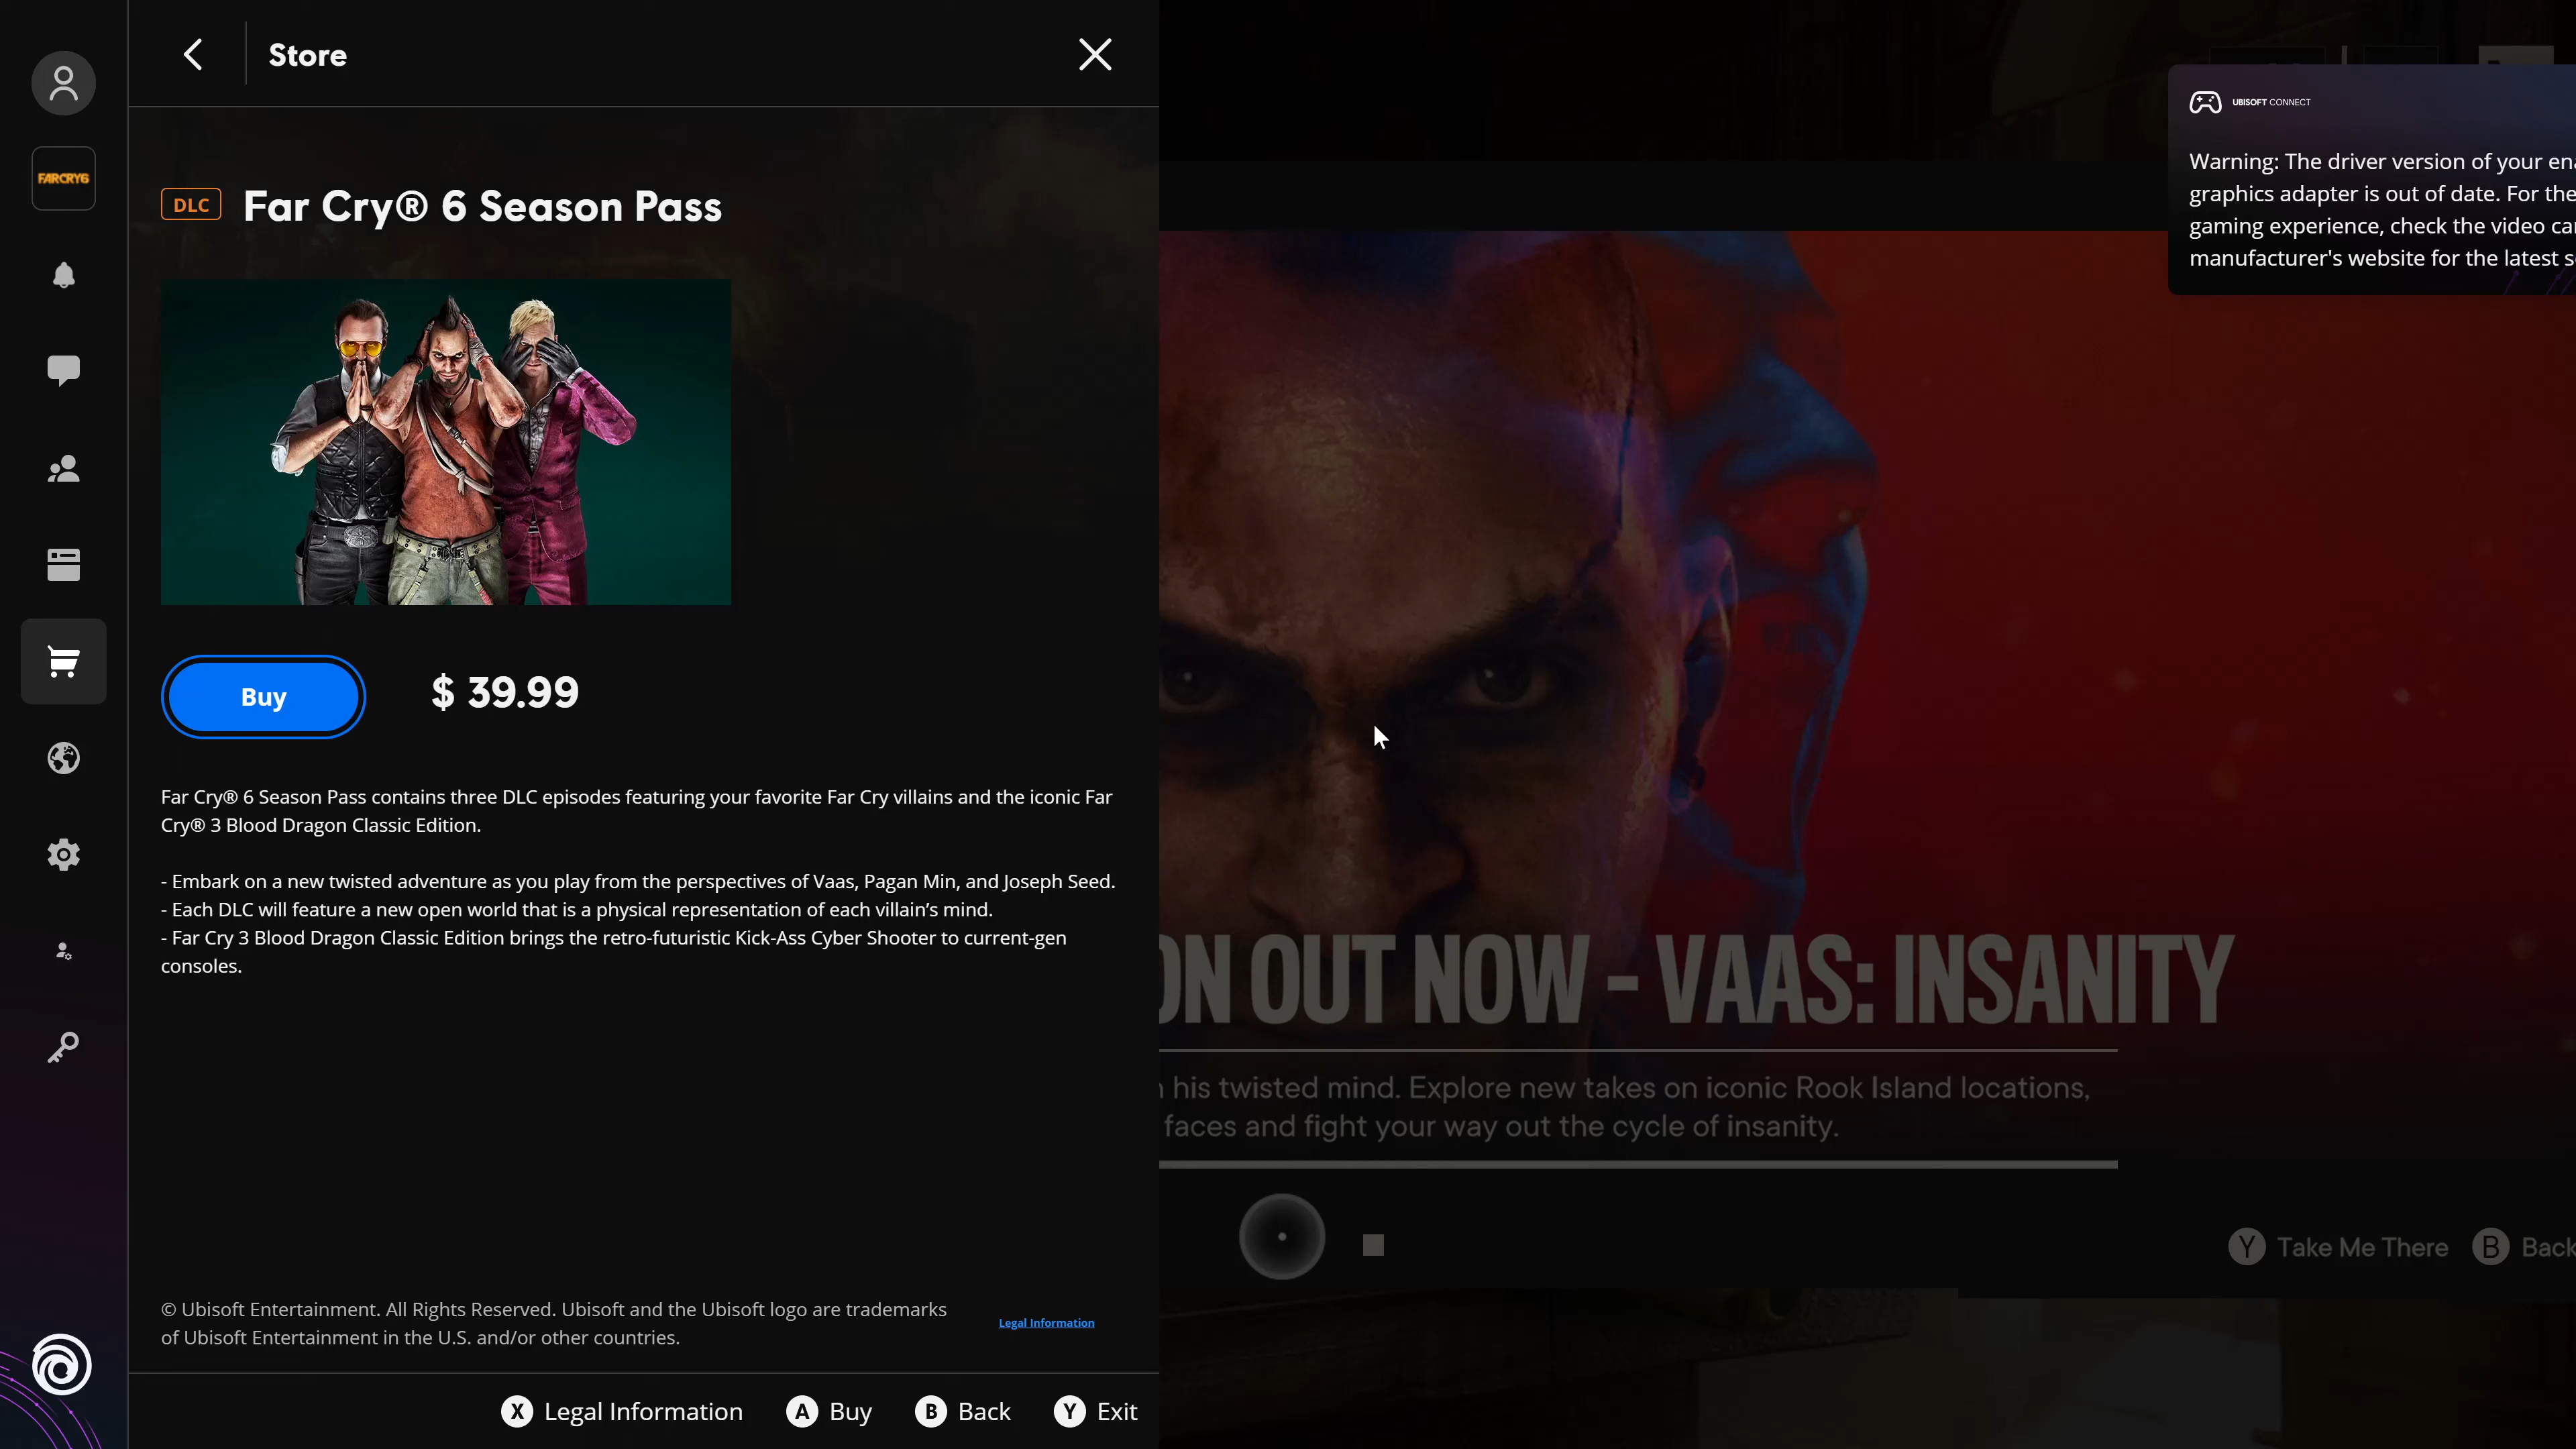 Store
FARCRY6
DLC Far Cry® 6 Season Pass
Buy $ 39.99
Far Cry® 6 Season Pass contains three DLC episodes featuring your favorite Far Cry villains and the iconic Far
Cry® 3 Blood Dragon Classic Edition.
- Embark on a new twisted adventure as you play from the perspectives of Vaas, Pagan Min, and Joseph Seed.
- Each DLC will feature a new open world that is a physical representation of each villain’s mind.
- Far Cry 3 Blood Dragon Classic Edition brings the retro-futuristic Kick-Ass Cyber Shooter to current-gen
consoles.
© Ubisoft Entertainment. All Rights Reserved. Ubisoft and the Ubisoft logo are trademarks
of Ubisoft Entertainment in the U.S. and/or other countries.
Legal Information
X Legal Information A Buy B Back Y Exit
UBISOFT CONNECT
Warning: The driver version of your
graphics adapter is out of date. For the
gaming experience, check the video
manufacturer's website for the latest
OUT NOW - VAAS: INSANITY
his twisted mind. Explore new takes on iconic Rook Island locations,
faces and fight your way out the cycle of insanity.
Y Take Me There B Back